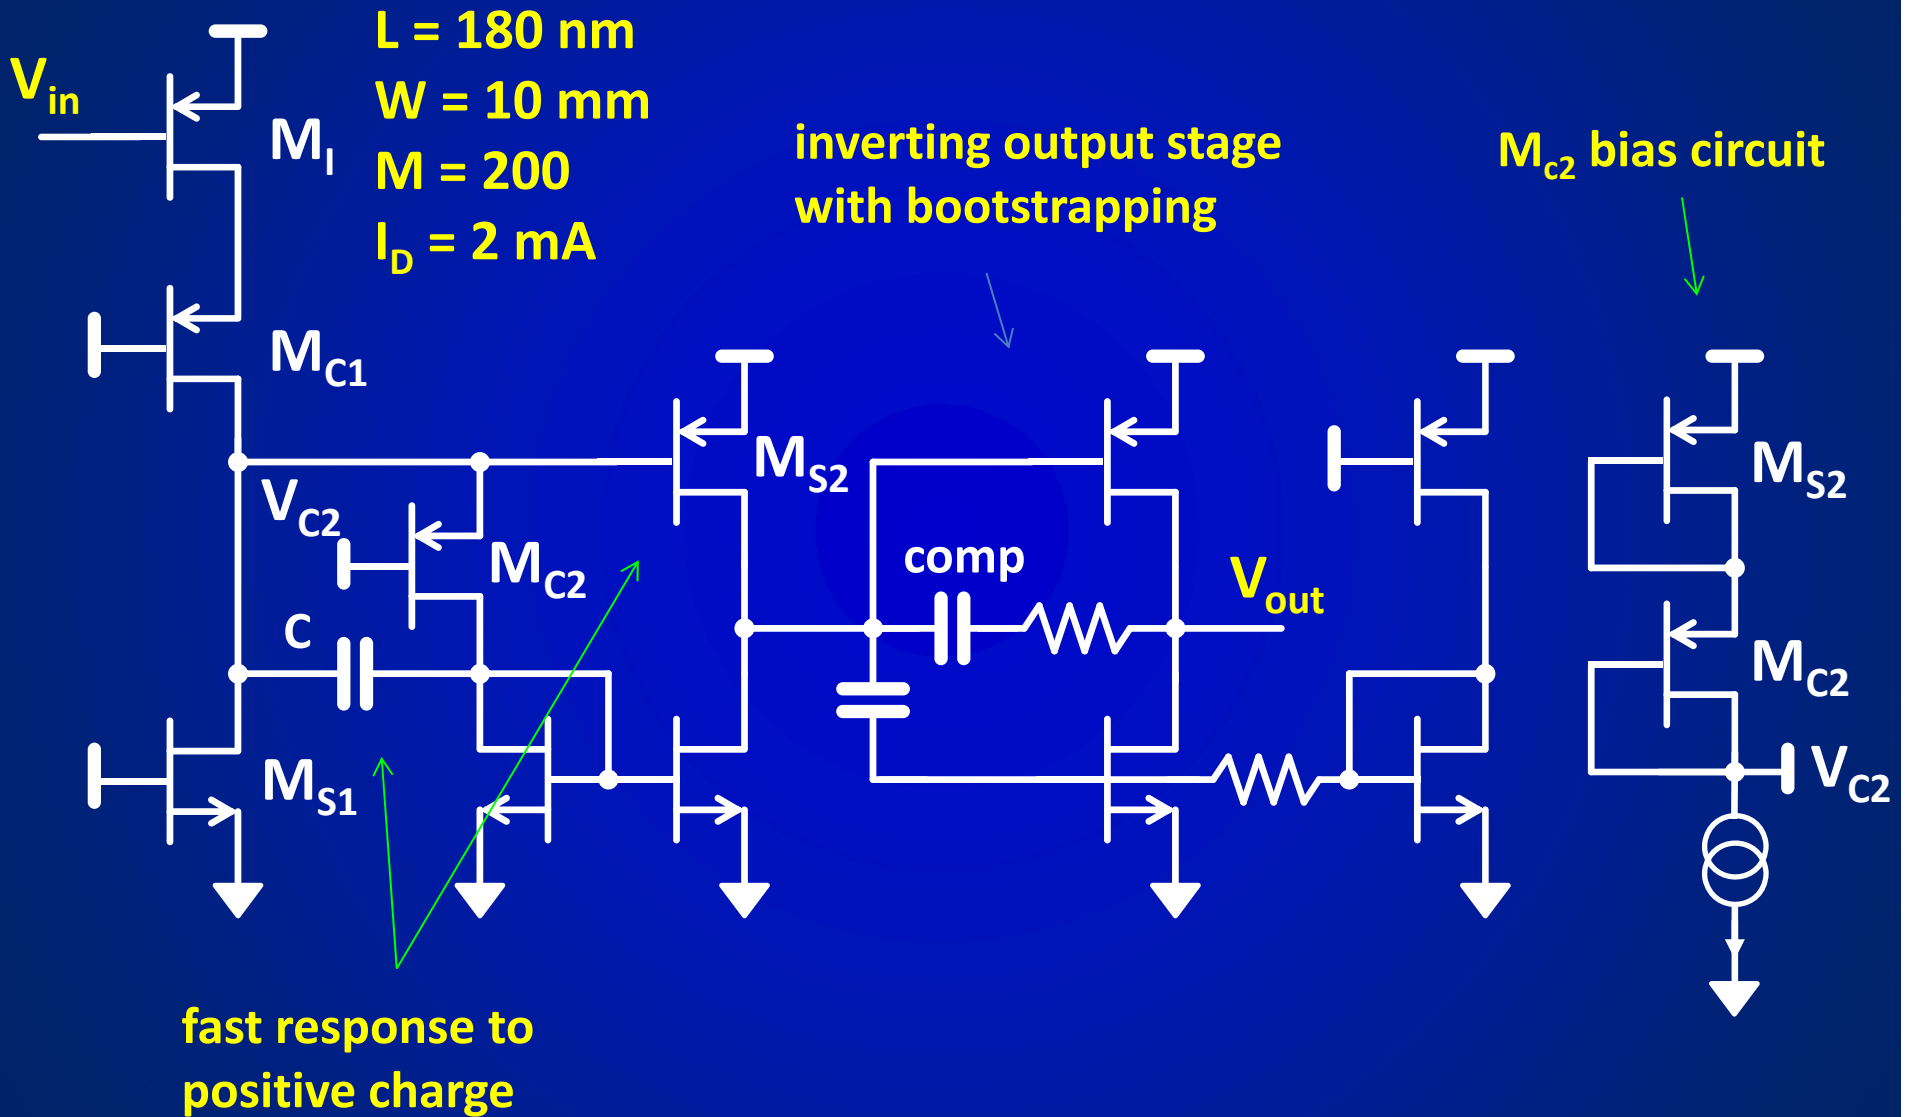 L = 180 nm
W = 10 mm
M = 200
I_D = 2 mA
V_in
M_I
M_C1
inverting output stage
with bootstrapping
M_c2 bias circuit
V_C2
M_C2
M_S2
C
M_S1
comp
V_out
M_S2
M_C2
V_C2
fast response to
positive charge